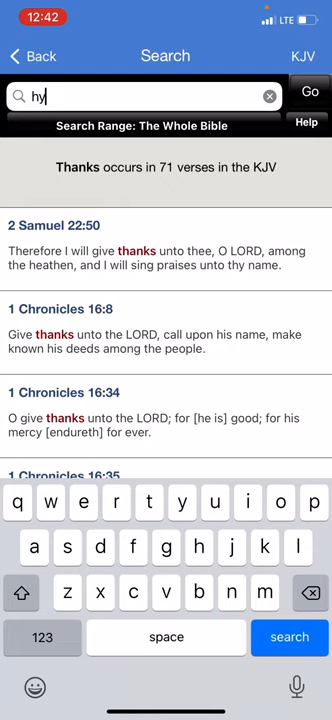 12:42
LTE
Back
Search
KJV
hy
Go
Search Range: The Whole Bible
Help
Thanks occurs in 71 verses in the KJV
2 Samuel 22:50
Therefore I will give thanks unto thee, O LORD, among
the heathen, and I will sing praises unto thy name.
1 Chronicles 16:8
Give thanks unto the LORD, call upon his name, make
known his deeds among the people.
1 Chronicles 16:34
O give thanks unto the LORD; for [he is] good; for his
mercy [endureth] for ever.
1 Chronicles 16:35
q w e r t y u i o p
a s d f g h j k l
z x c v b n m
123 space search